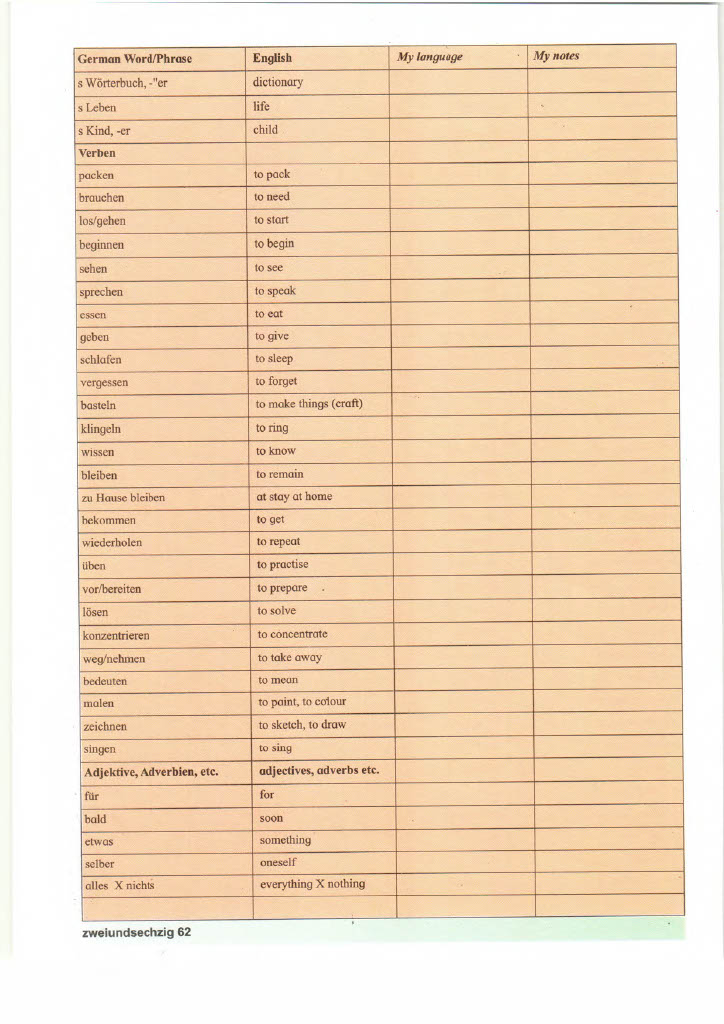 German Word/Phrase English My language My notes
s Wörterbuch, -"er dictionary
s Leben life
s Kind, -er child
Verben
packen to pack
brauchen to need
los/gehen to start
beginnen to begin
sehen to see
sprechen to speak
essen to eat
geben to give
schlafen to sleep
vergessen to forget
basteln to make things (craft)
klingeln to ring
wissen to know
bleiben to remain
zu Hause bleiben at stay at home
bekommen to get
wiederholen to repeat
üben to practise
vor/bereiten to prepare
lösen to solve
konzentrieren to concentrate
weg/nehmen to take away
bedeuten to mean
malen to paint, to colour
zeichnen to sketch, to draw
singen to sing
Adjektive, Adverbien, etc. adjectives, adverbs etc.
für for
bald soon
etwas something
selber oneself
alles X nichts everything X nothing
zweiundsechzig 62